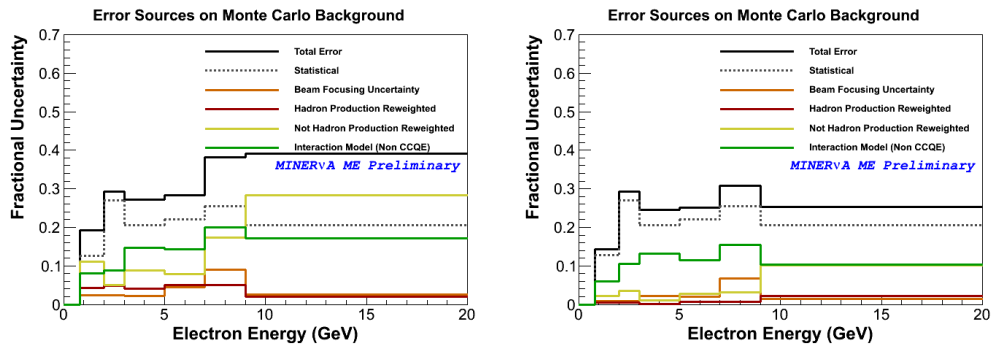 Error Sources on Monte Carlo Background
Fractional Uncertainty
0.7
0.6
0.5
0.4
0.3
0.2
0.1
0
Total Error
Statistical
Beam Focusing Uncertainty
Hadron Production Reweighted
Not Hadron Production Reweighted
Interaction Model (Non CCQE)
MINERνA ME Preliminary
0 5 10 15 20
Electron Energy (GeV)
Error Sources on Monte Carlo Background
Fractional Uncertainty
0.7
0.6
0.5
0.4
0.3
0.2
0.1
0
Total Error
Statistical
Beam Focusing Uncertainty
Hadron Production Reweighted
Not Hadron Production Reweighted
Interaction Model (Non CCQE)
MINERνA ME Preliminary
0 5 10 15 20
Electron Energy (GeV)